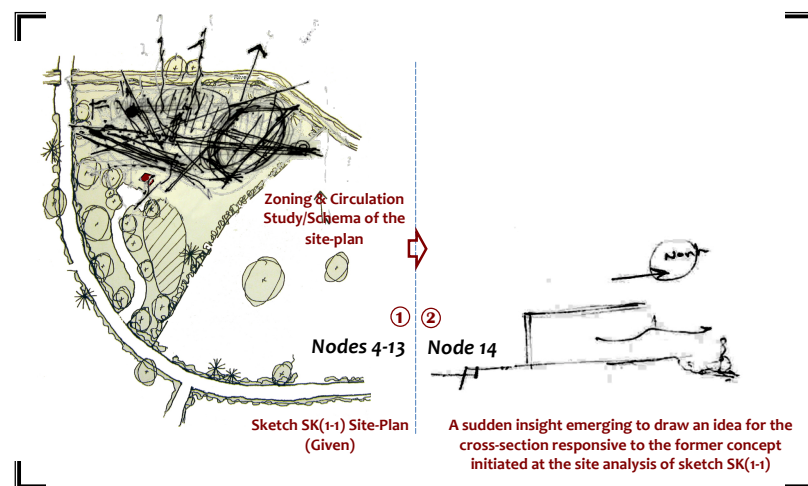 River
Zoning & Circulation
Study/Schema of the
site-plan
① ②
Nodes 4-13
Node 14
North
Sketch SK(1-1) Site-Plan
(Given)
A sudden insight emerging to draw an idea for the
cross-section responsive to the former concept
initiated at the site analysis of sketch SK(1-1)